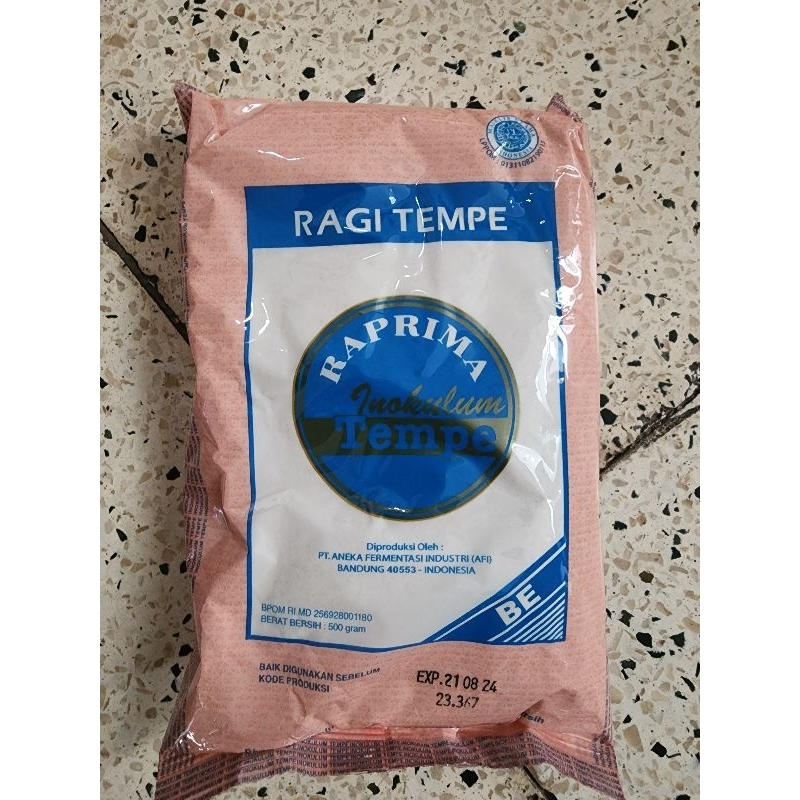 LPPOM
RAGI TEMPE
RAPRIMA
Inokulum
Tempe
Diproduksi Oleh :
PT. ANEKA FERMENTASI INDUSTRI (AFI)
BANDUNG 40553 - INDONESIA
BE
BPOM RI MD 256928001180
BERAT BERSIH : 500 gram
BAIK DIGUNAKAN SEBELUM
KODE PRODUKSI
EXP. 21 08 24
23.367